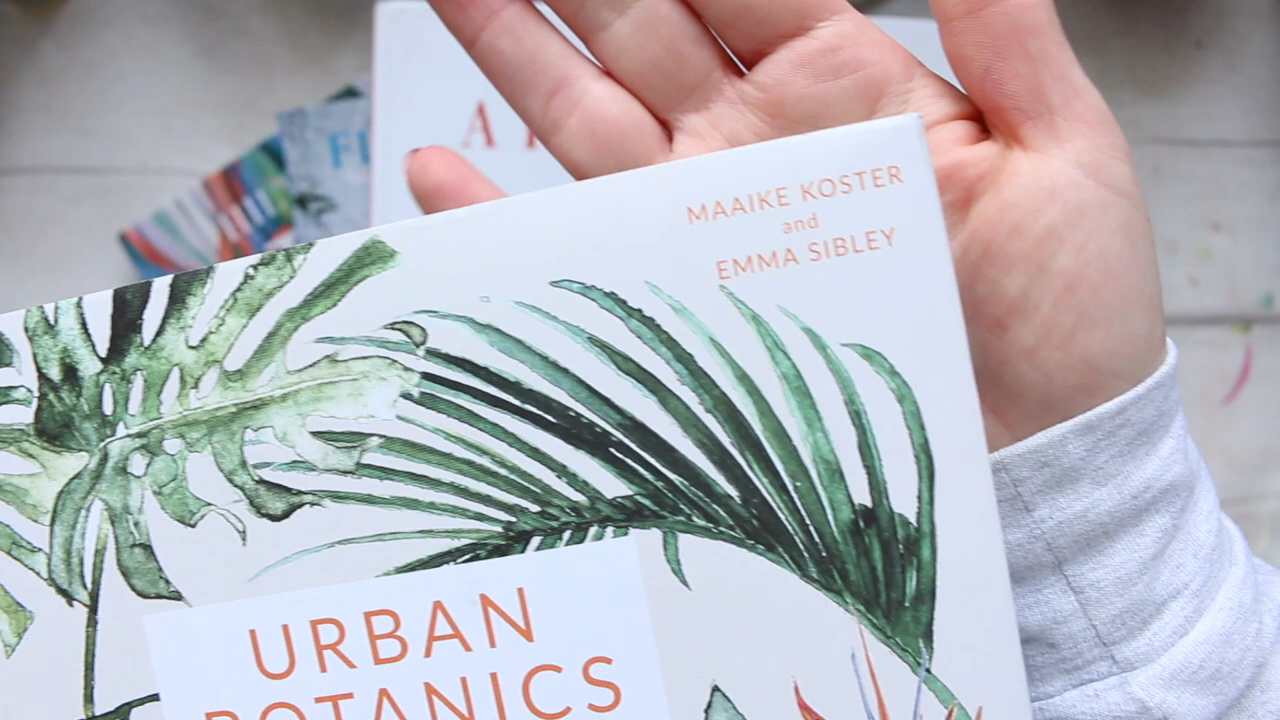 MAAIKE KOSTER
and
EMMA SIBLEY
URBAN
BOTANICS